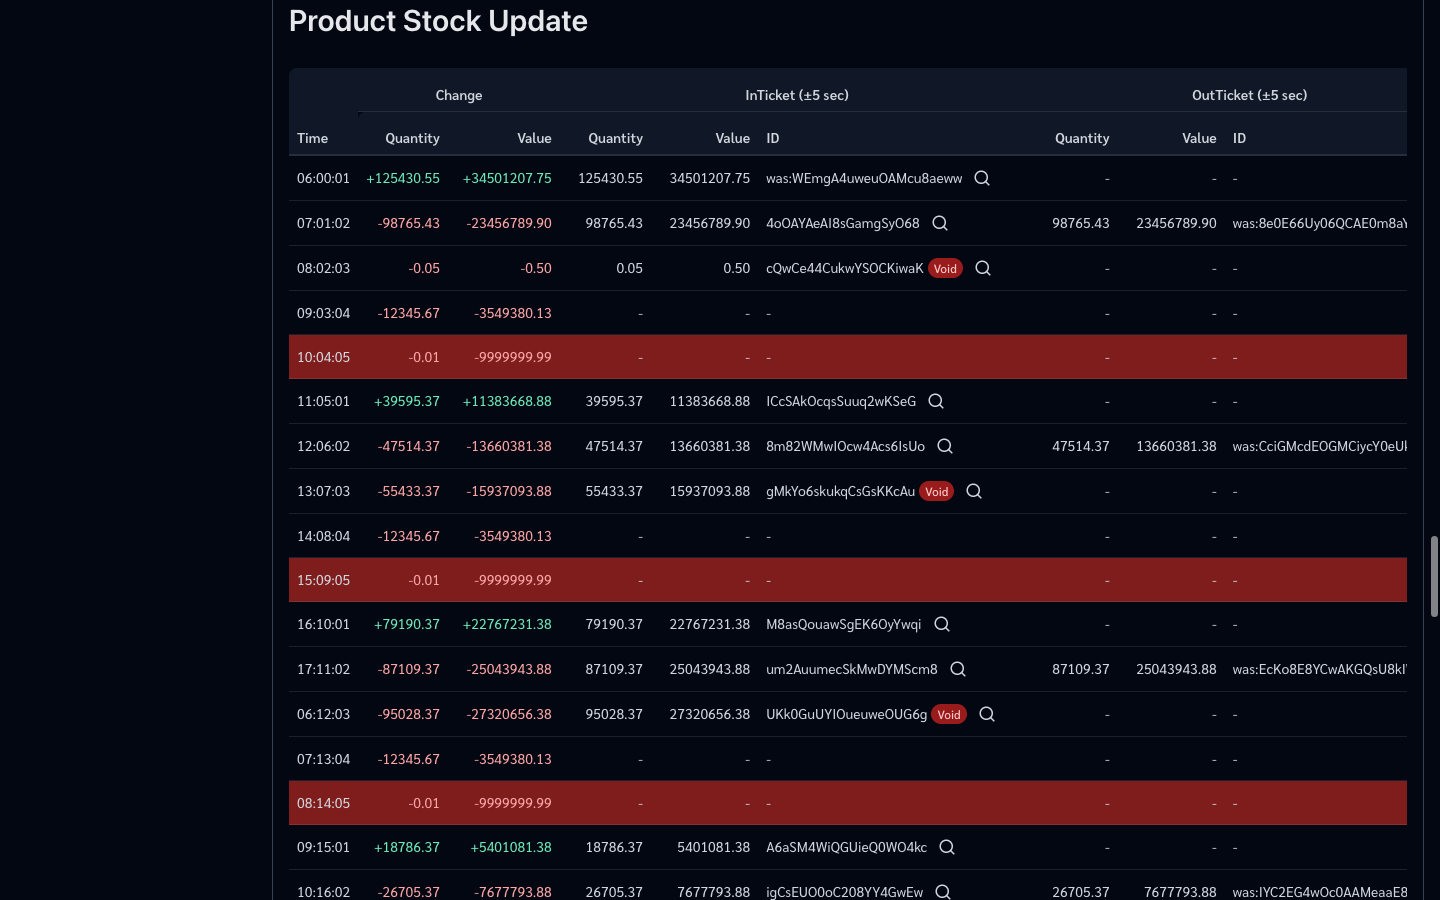 Product Stock Update
Change InTicket (±5 sec) OutTicket (±5 sec)
Time Quantity Value Quantity Value ID Quantity Value ID
06:00:01 +125430.55 +34501207.75 125430.55 34501207.75 was:WEmgA4uweuOAMcu8aeww - - -
07:01:02 -98765.43 -23456789.90 98765.43 23456789.90 4oOAYAeAI8sGamgSyO68 98765.43 23456789.90 was:8e0E66Uy06QCAE0m8aY
08:02:03 -0.05 -0.50 0.05 0.50 cQwCe44CukwYSOCKiwaK Void - - -
09:03:04 -12345.67 -3549380.13 - - - - - -
10:04:05 -0.01 -9999999.99 - - - - - -
11:05:01 +39595.37 +11383668.88 39595.37 11383668.88 ICcSAkOcqsSuuq2wKSeG - - -
12:06:02 -47514.37 -13660381.38 47514.37 13660381.38 8m82WMwIOcw4Acs6IsUo 47514.37 13660381.38 was:CciGMcdEOGMCiycY0eUk
13:07:03 -55433.37 -15937093.88 55433.37 15937093.88 gMkYo6skukqCsGsKKcAu Void - - -
14:08:04 -12345.67 -3549380.13 - - - - - -
15:09:05 -0.01 -9999999.99 - - - - - -
16:10:01 +79190.37 +22767231.38 79190.37 22767231.38 M8asQouawSgEK6OyYwqi - - -
17:11:02 -87109.37 -25043943.88 87109.37 25043943.88 um2AuumecSkMwDYMScm8 87109.37 25043943.88 was:EcKo8E8YCwAKGQsU8kI
06:12:03 -95028.37 -27320656.38 95028.37 27320656.38 UKk0GuUYIOueuweOUG6g Void - - -
07:13:04 -12345.67 -3549380.13 - - - - - -
08:14:05 -0.01 -9999999.99 - - - - - -
09:15:01 +18786.37 +5401081.38 18786.37 5401081.38 A6aSM4WiQGUieQ0WO4kc - - -
10:16:02 -26705.37 -7677793.88 26705.37 7677793.88 igCsEUO0oC208YY4GwEw 26705.37 7677793.88 was:IYC2EG4wOc0AAMeaaE8